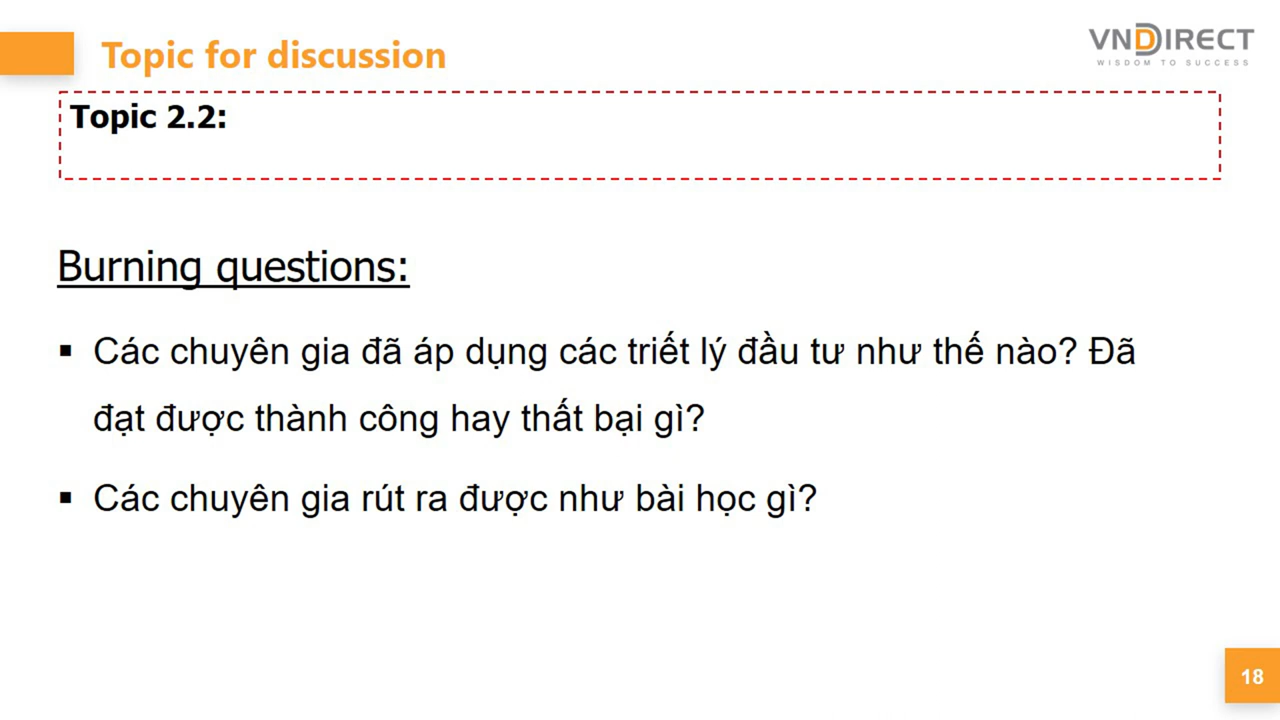 Topic for discussion
VNDIRECT
WISDOM TO SUCCESS
Topic 2.2:
Burning questions:
▪ Các chuyên gia đã áp dụng các triết lý đầu tư như thế nào? Đã
đạt được thành công hay thất bại gì?
▪ Các chuyên gia rút ra được như bài học gì?
18